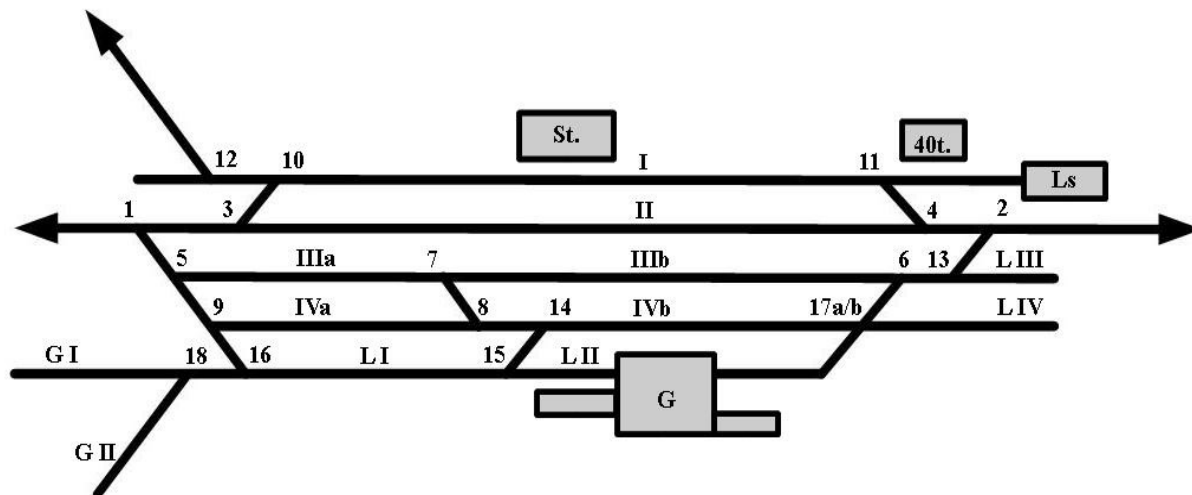 St.
40t.
12 10 I 11
Ls
1 3 II 4 2
5 IIIa 7 IIIb 6 13 L III
9 IVa 8 14 IVb 17a/b L IV
G I 18 16 L I 15 L II
G
G II